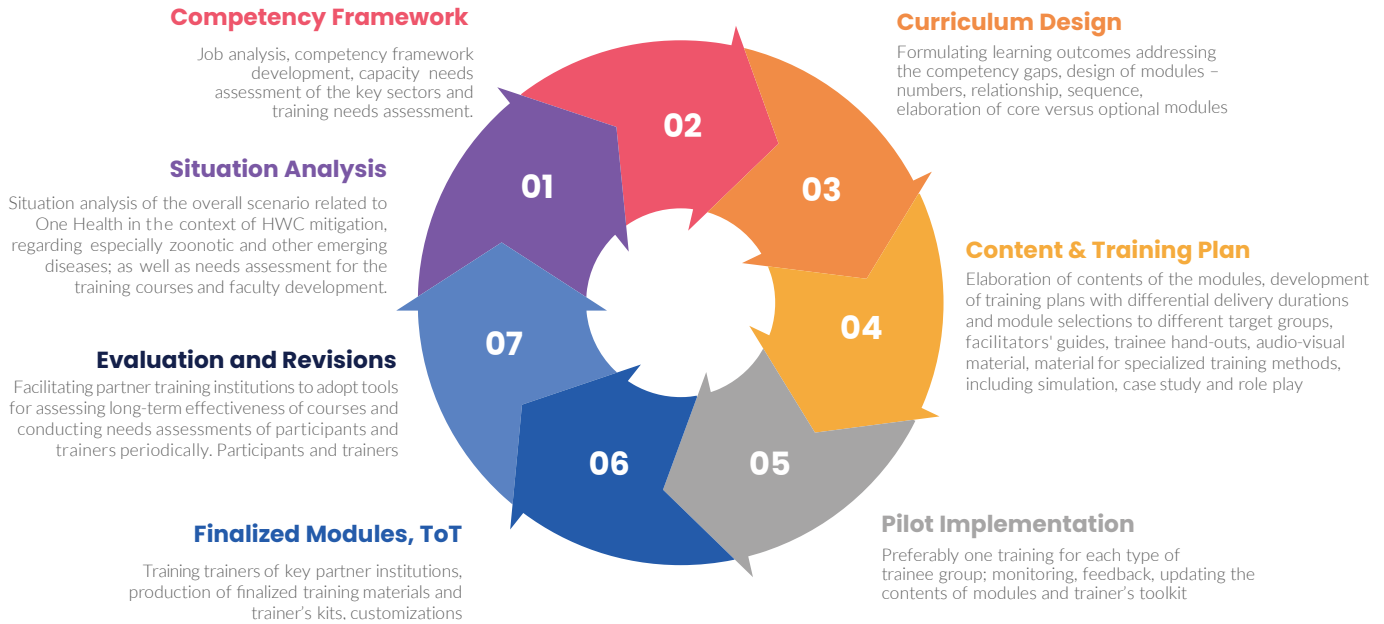 Competency Framework
Job analysis, competency framework
development, capacity needs
assessment of the key sectors and
training needs assessment.
Situation Analysis
Situation analysis of the overall scenario related to
One Health in the context of HWC mitigation,
regarding especially zoonotic and other emerging
diseases; as well as needs assessment for the
training courses and faculty development.
Evaluation and Revisions
Facilitating partner training institutions to adopt tools
for assessing long-term effectiveness of courses and
conducting needs assessments of participants and
trainers periodically. Participants and trainers
Finalized Modules, ToT
Training trainers of key partner institutions,
production of finalized training materials and
trainer's kits, customizations
01
02
03
04
05
06
07
Curriculum Design
Formulating learning outcomes addressing
the competency gaps, design of modules –
numbers, relationship, sequence,
elaboration of core versus optional modules
Content & Training Plan
Elaboration of contents of the modules, development
of training plans with differential delivery durations
and module selections to different target groups,
facilitators' guides, trainee hand-outs, audio-visual
material, material for specialized training methods,
including simulation, case study and role play
Pilot Implementation
Preferably one training for each type of
trainee group; monitoring, feedback, updating the
contents of modules and trainer's toolkit